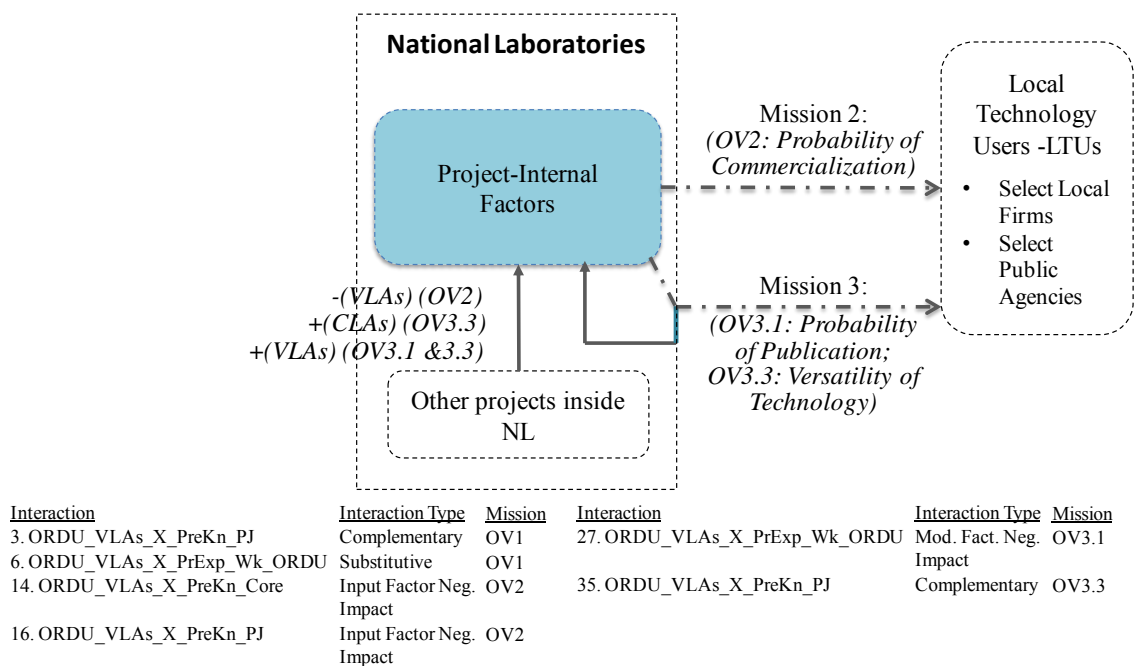 National Laboratories
Project-Internal
Factors
-(VLAs) (OV2)
+(CLAs) (OV3.3)
+(VLAs) (OV3.1 &3.3)
Other projects inside
NL
Mission 2:
(OV2: Probability of
Commercialization)
Mission 3:
(OV3.1: Probability
of Publication;
OV3.3: Versatility of
Technology)
Local
Technology
Users -LTUs
• Select Local
Firms
• Select
Public
Agencies
Interaction Interaction Type Mission
3. ORDU_VLAs_X_PreKn_PJ Complementary OV1
6. ORDU_VLAs_X_PrExp_Wk_ORDU Substitutive OV1
14. ORDU_VLAs_X_PreKn_Core Input Factor Neg. OV2
Impact
16. ORDU_VLAs_X_PreKn_PJ Input Factor Neg. OV2
Impact
Interaction Interaction Type Mission
27. ORDU_VLAs_X_PrExp_Wk_ORDU Mod. Fact. Neg. OV3.1
Impact
35. ORDU_VLAs_X_PreKn_PJ Complementary OV3.3